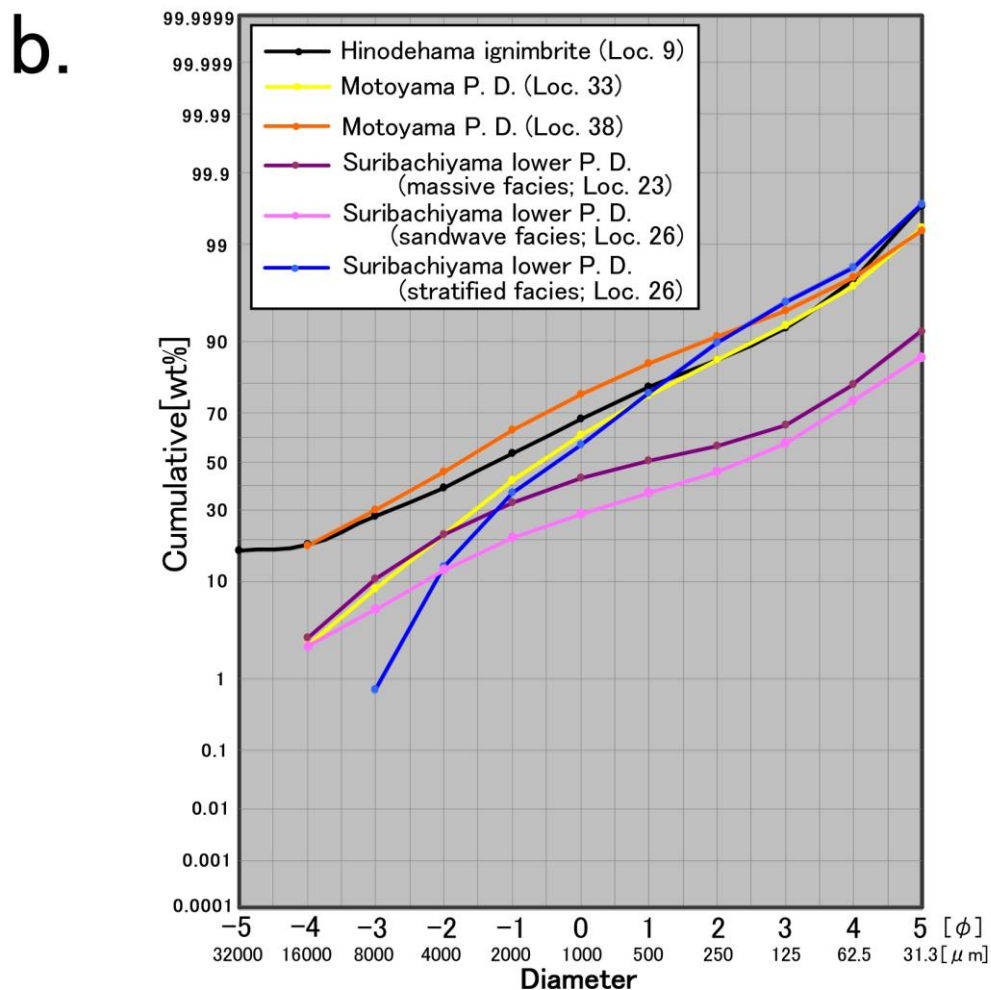 b.
99.9999
99.999
99.99
99.9
99
90
70
50
30
10
1
0.1
0.01
0.001
0.0001
Cumulative[wt%]
Hinodehama ignimbrite (Loc. 9)
Motoyama P. D. (Loc. 33)
Motoyama P. D. (Loc. 38)
Suribachiyama lower P. D.
(massive facies; Loc. 23)
Suribachiyama lower P. D.
(sandwave facies; Loc. 26)
Suribachiyama lower P. D.
(stratified facies; Loc. 26)
-5 -4 -3 -2 -1 0 1 2 3 4 5 [φ]
32000 16000 8000 4000 2000 1000 500 250 125 62.5 31.3[μm]
Diameter